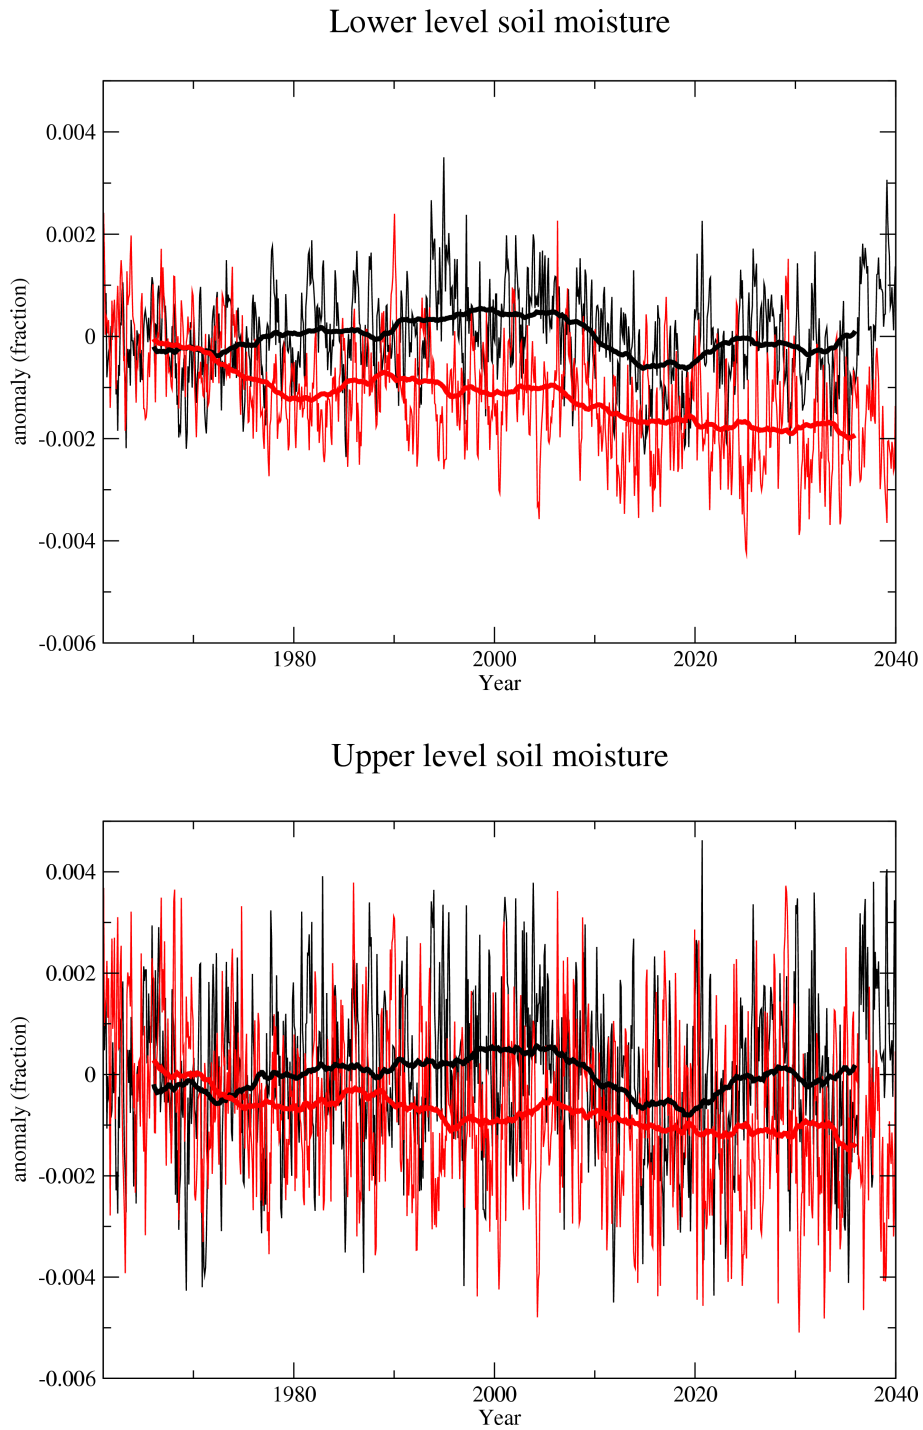 Lower level soil moisture
0.004
0.002
0
-0.002
-0.004
-0.006
anomaly (fraction)
1980 2000 2020 2040
Year
Upper level soil moisture
0.004
0.002
0
-0.002
-0.004
-0.006
anomaly (fraction)
1980 2000 2020 2040
Year